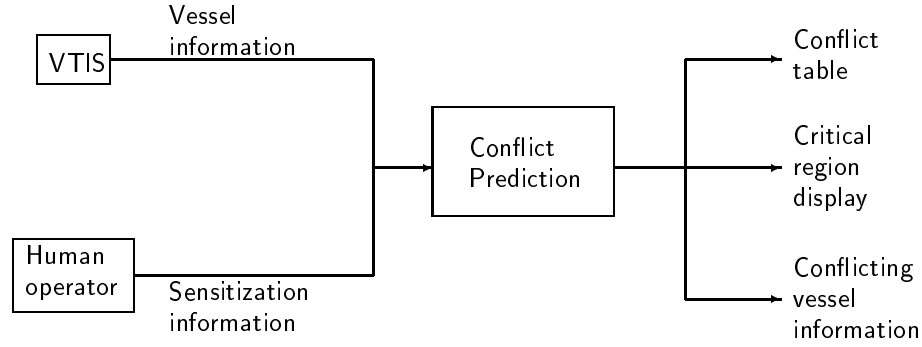 Vessel
information
VTIS
Conflict
table
Conflict
Prediction
Critical
region
display
Human
operator
Sensitization
information
Conflicting
vessel
information